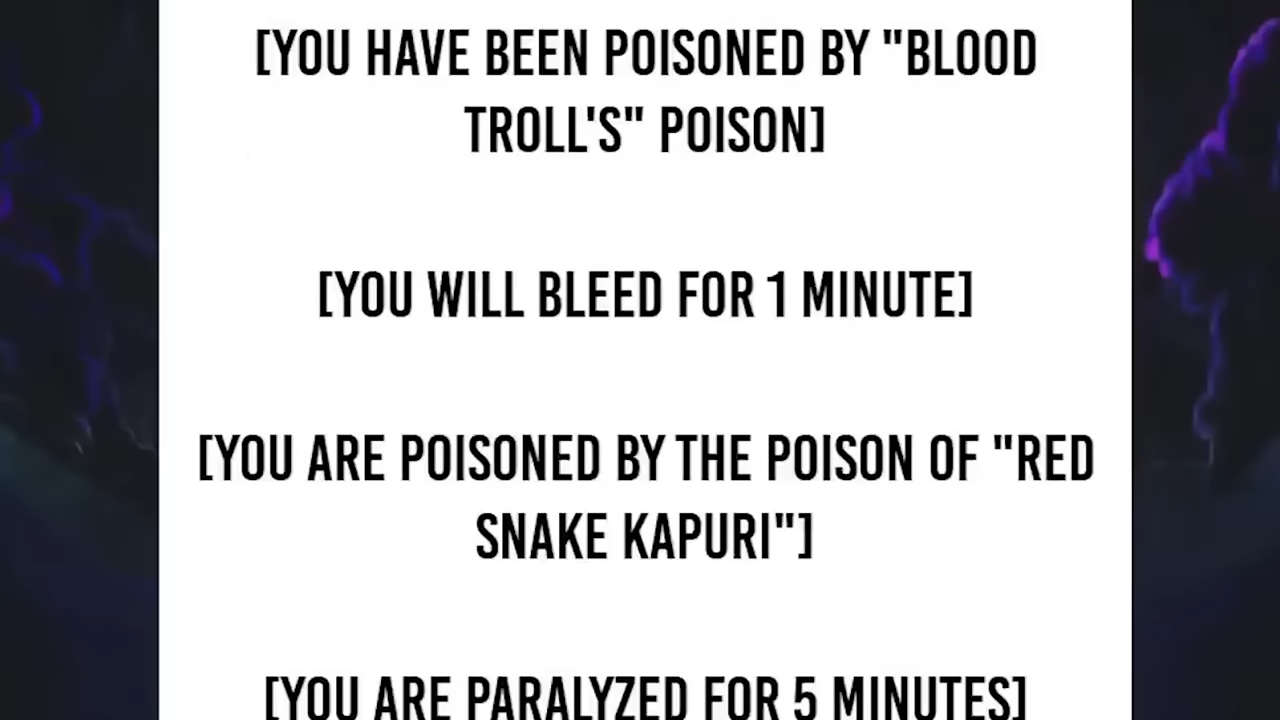 [YOU HAVE BEEN POISONED BY "BLOOD
TROLL'S" POISON]
[YOU WILL BLEED FOR 1 MINUTE]
[YOU ARE POISONED BY THE POISON OF "RED
SNAKE KAPURI"]
[YOU ARE PARALYZED FOR 5 MINUTES]